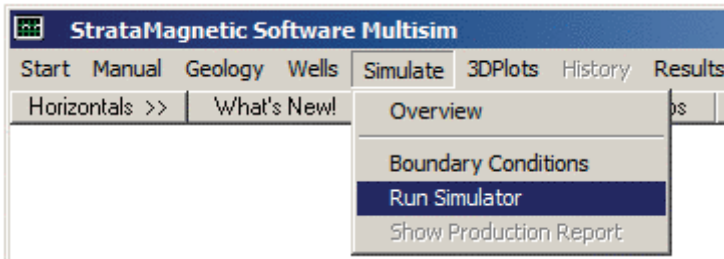 StrataMagnetic Software Multisim
Start Manual Geology Wells Simulate 3DPlots History Results
Horizontals >> What's New!
Overview
Boundary Conditions
Run Simulator
Show Production Report